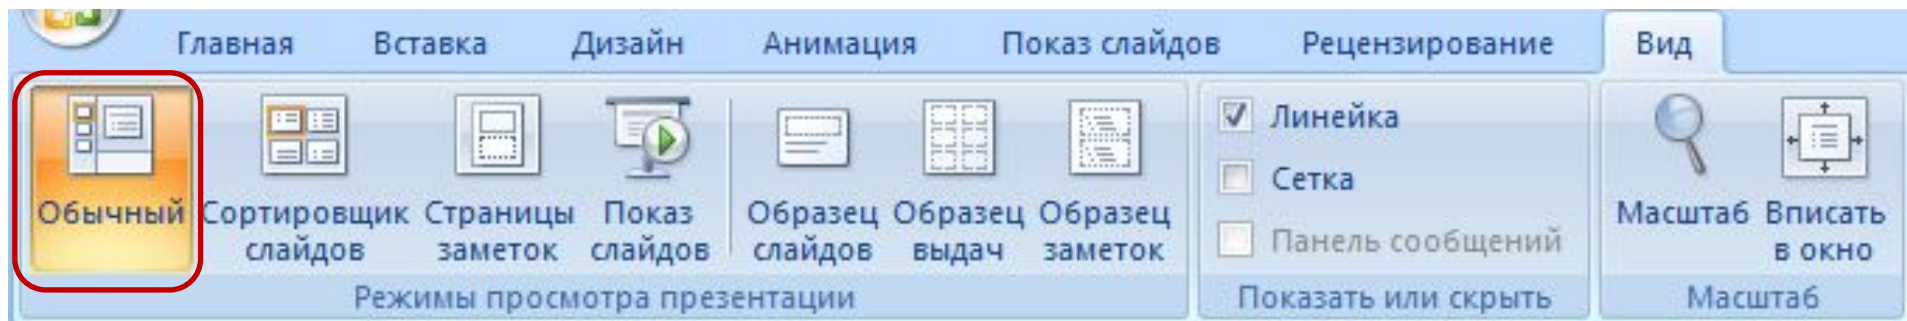 Главная Вставка Дизайн Анимация Показ слайдов Рецензирование Вид
Обычный
Сортировщик
слайдов
Страницы
заметок
Показ
слайдов
Образец
слайдов
Образец
выдач
Образец
заметок
Режимы просмотра презентации
Линейка
Сетка
Панель сообщений
Показать или скрыть
Масштаб
Вписать
в окно
Масштаб